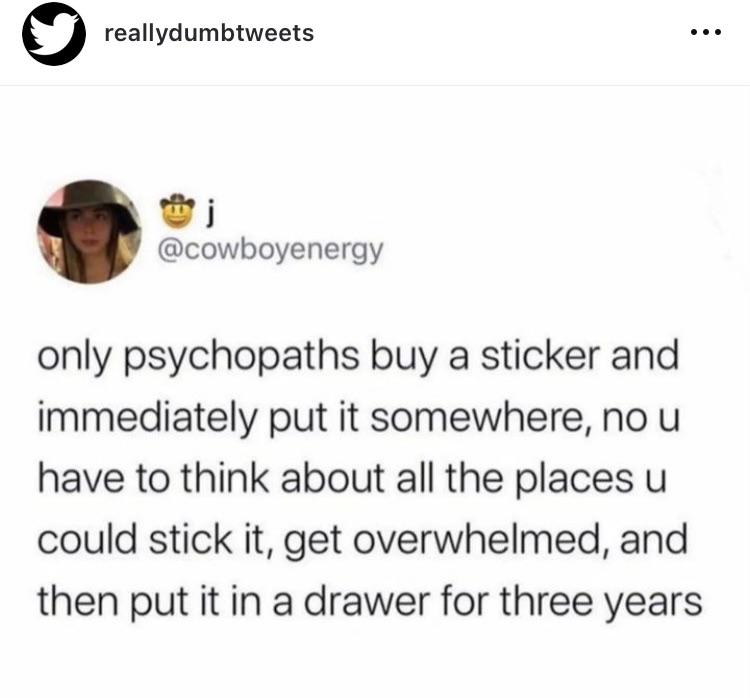 reallydumbtweets
🤠 j
@cowboyenergy
only psychopaths buy a sticker and
immediately put it somewhere, no u
have to think about all the places u
could stick it, get overwhelmed, and
then put it in a drawer for three years